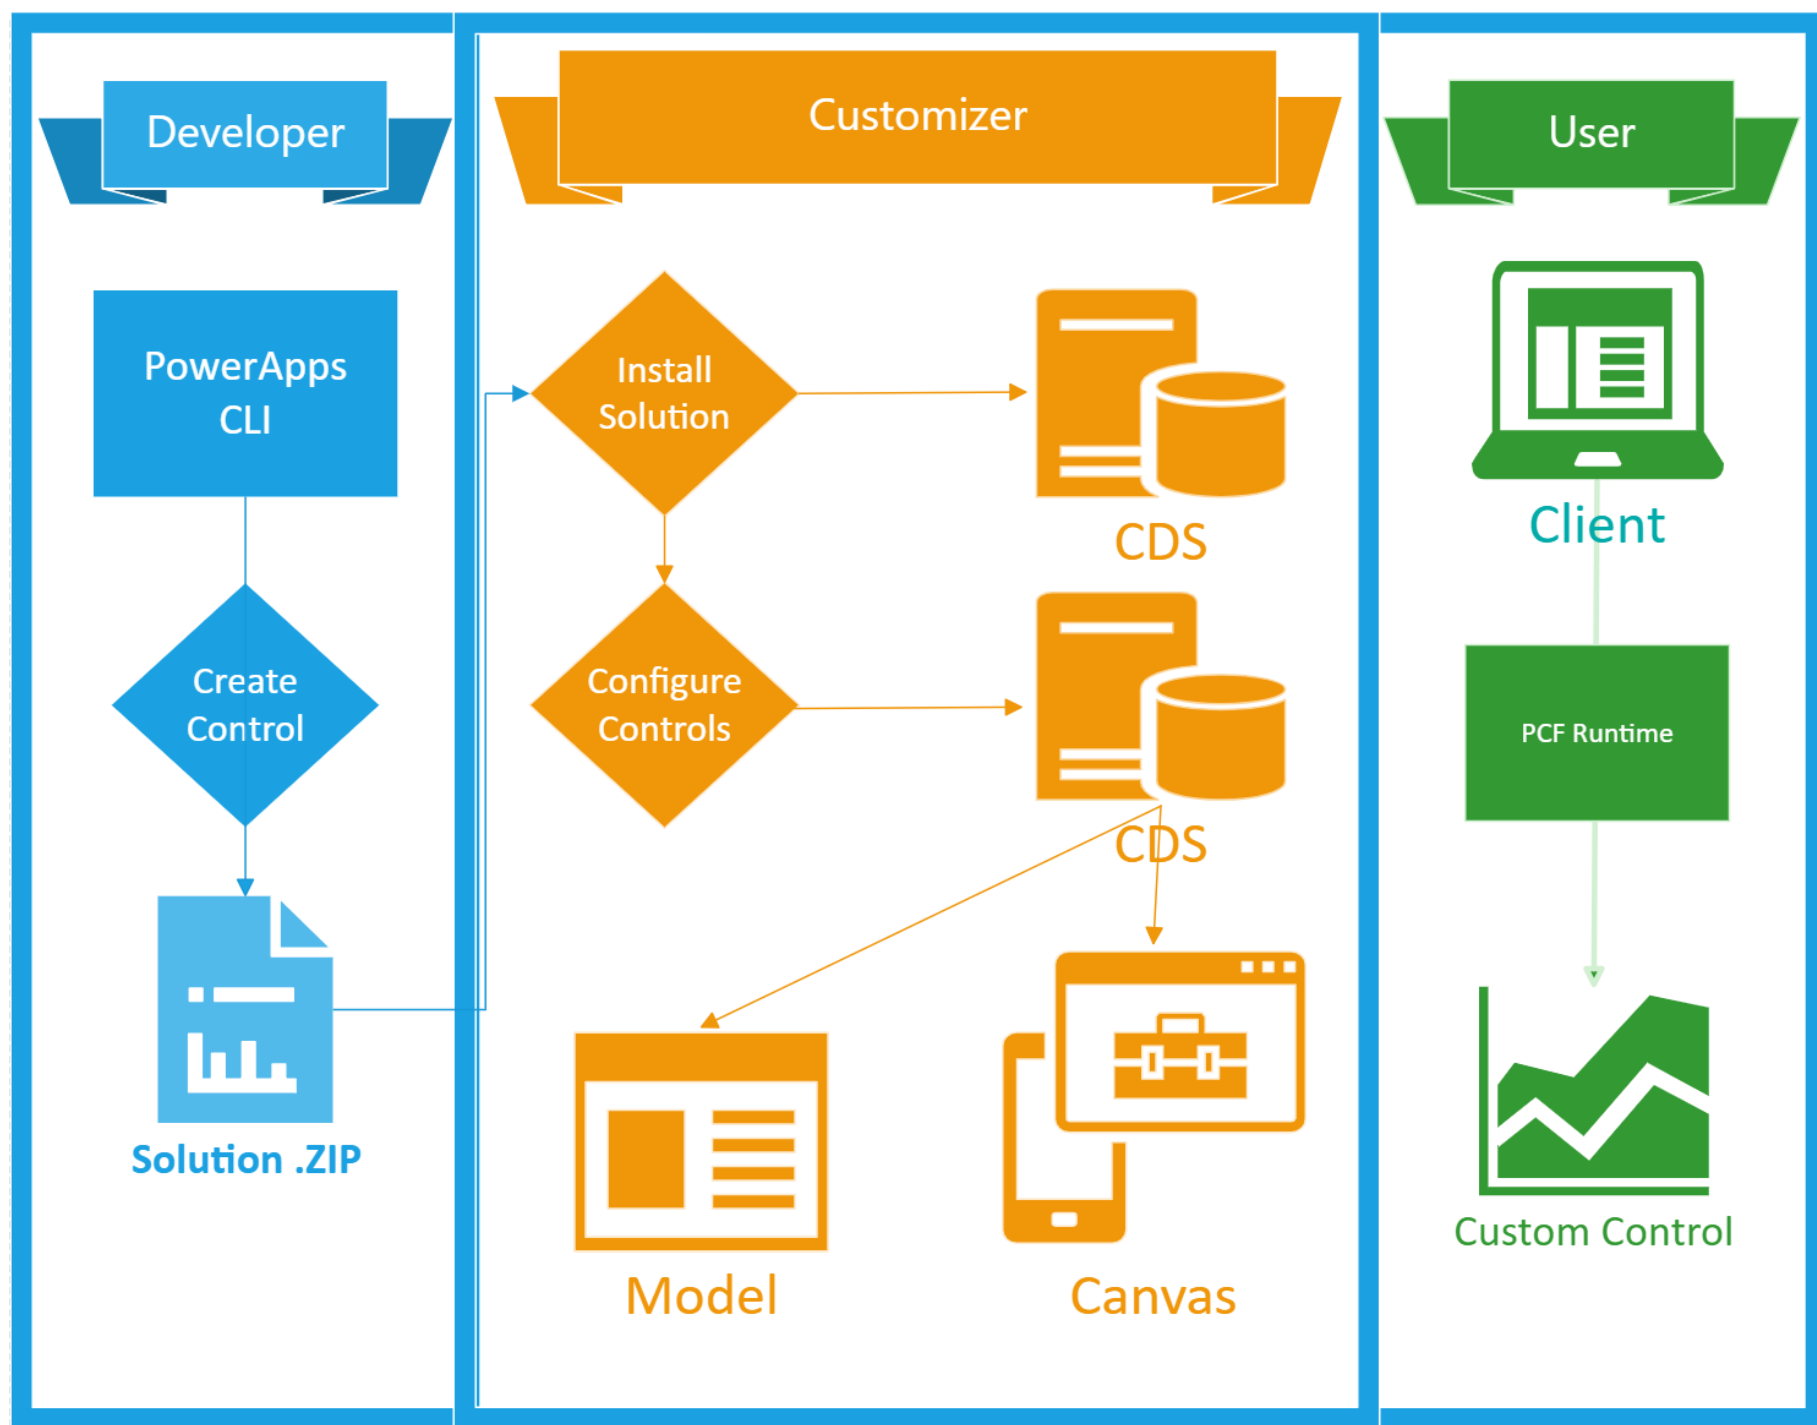 Developer
Customizer
User
PowerApps
CLI
Create
Control
Solution .ZIP
Install
Solution
CDS
Configure
Controls
CDS
Model
Canvas
Client
PCF Runtime
Custom Control